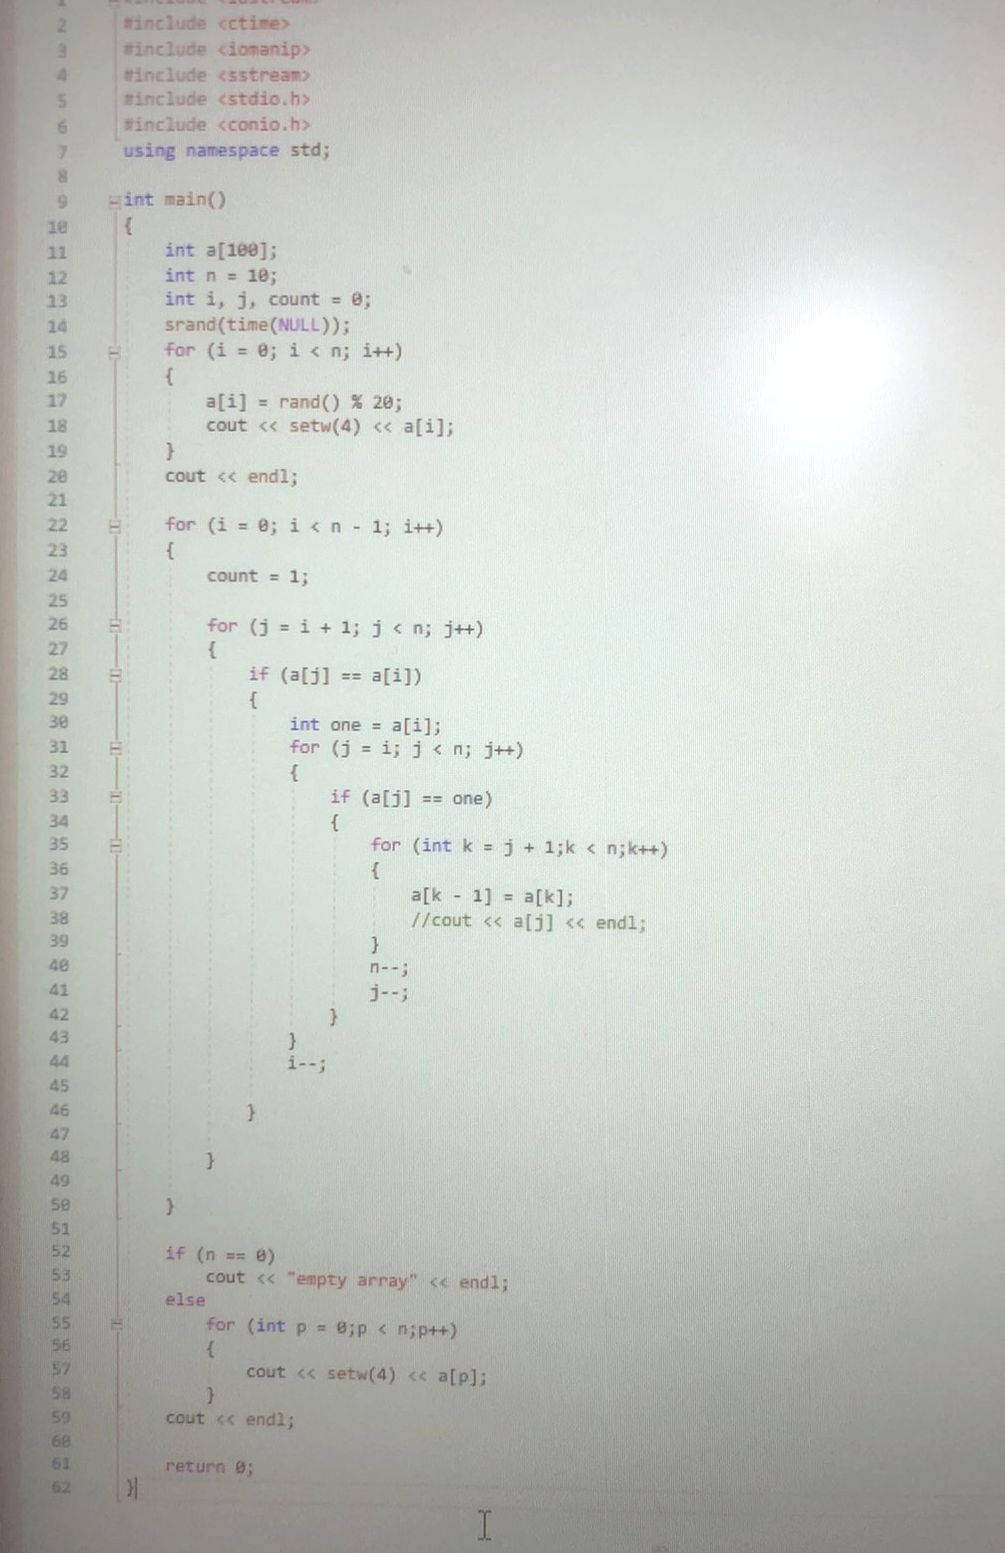 1 #include <iostream>
2 #include <ctime>
3 #include <iomanip>
4 #include <sstream>
5 #include <stdio.h>
6 #include <conio.h>
7 using namespace std;
8
9 int main()
10 {
11 int a[100];
12 int n = 10;
13 int i, j, count = 0;
14 srand(time(NULL));
15 for (i = 0; i < n; i++)
16 {
17 a[i] = rand() % 20;
18 cout << setw(4) << a[i];
19 }
20 cout << endl;
21
22 for (i = 0; i < n - 1; i++)
23 {
24 count = 1;
25
26 for (j = i + 1; j < n; j++)
27 {
28 if (a[j] == a[i])
29 {
30 int one = a[i];
31 for (j = i; j < n; j++)
32 {
33 if (a[j] == one)
34 {
35 for (int k = j + 1;k < n;k++)
36 {
37 a[k - 1] = a[k];
38 //cout << a[j] << endl;
39 }
40 n--;
41 j--;
42 }
43 }
44 i--;
45
46 }
47
48 }
49
50 }
51
52 if (n == 0)
53 cout << "empty array" << endl;
54 else
55 for (int p = 0;p < n;p++)
56 {
57 cout << setw(4) << a[p];
58 }
59 cout << endl;
60
61 return 0;
62 }